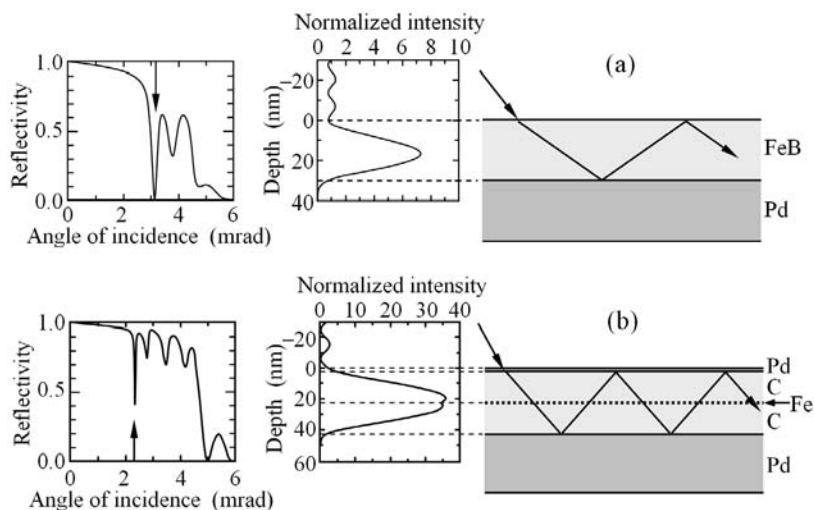 Normalized intensity
0 2 4 6 8 10
(a)
1.0
0.5
0
Reflectivity
0 2 4 6
Angle of incidence (mrad)
−20
0
20
40
Depth (nm)
FeB
Pd
Normalized intensity
0 10 20 30 40
(b)
1.0
0.5
0.0
Reflectivity
0 2 4 6
Angle of incidence (mrad)
−20
0
20
40
60
Depth (nm)
Pd
C
Fe
C
Pd